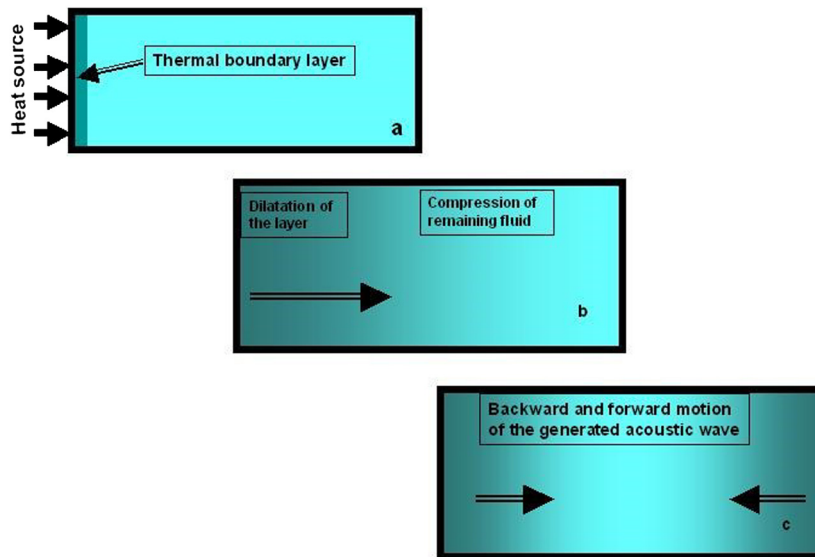 Heat source
Thermal boundary layer
a
Dilatation of
the layer
Compression of
remaining fluid
b
Backward and forward motion
of the generated acoustic wave
c